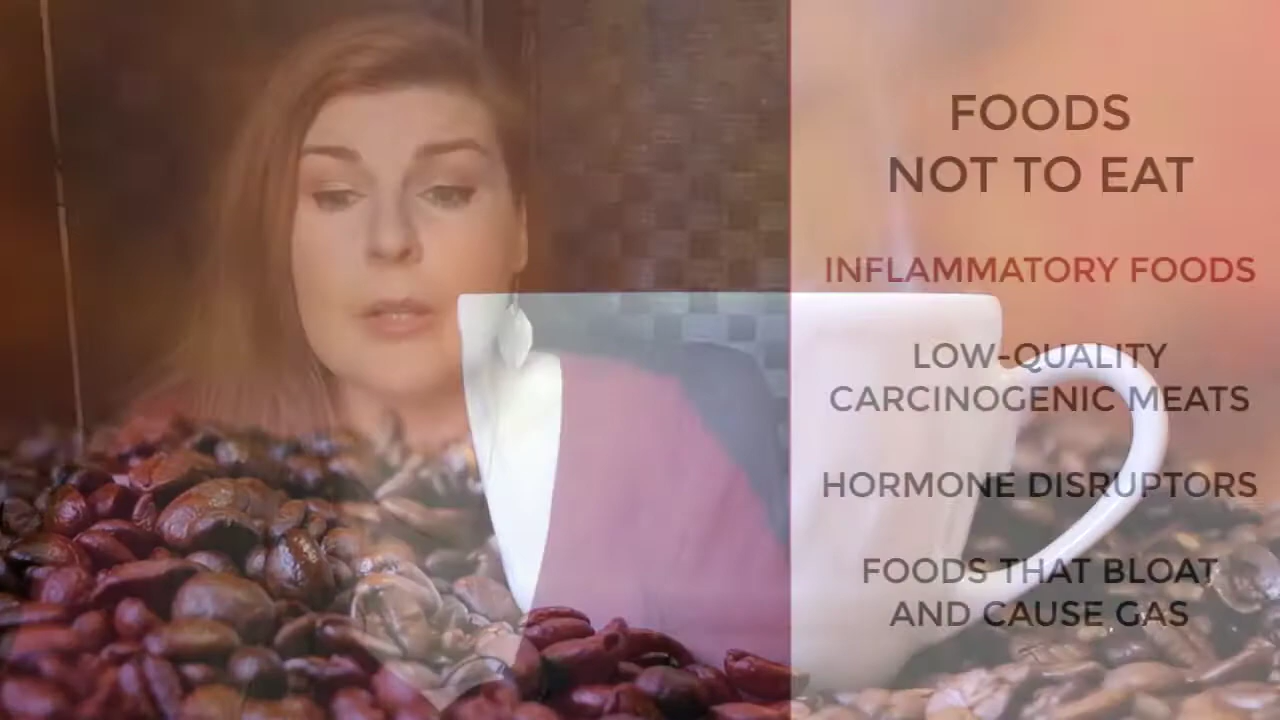 FOODS
NOT TO EAT
INFLAMMATORY FOODS
LOW-QUALITY
CARCINOGENIC MEATS
HORMONE DISRUPTORS
FOODS THAT BLOAT
AND CAUSE GAS